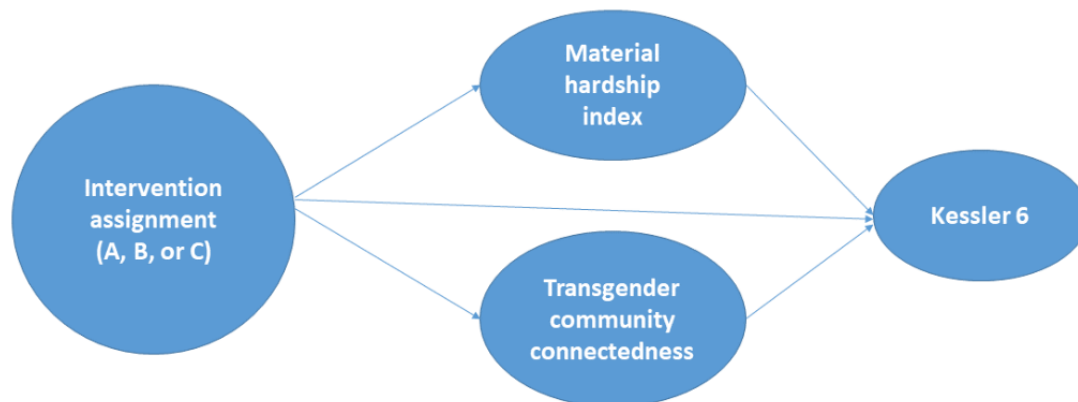 Material
hardship
index
Intervention
assignment
(A, B, or C)
Kessler 6
Transgender
community
connectedness